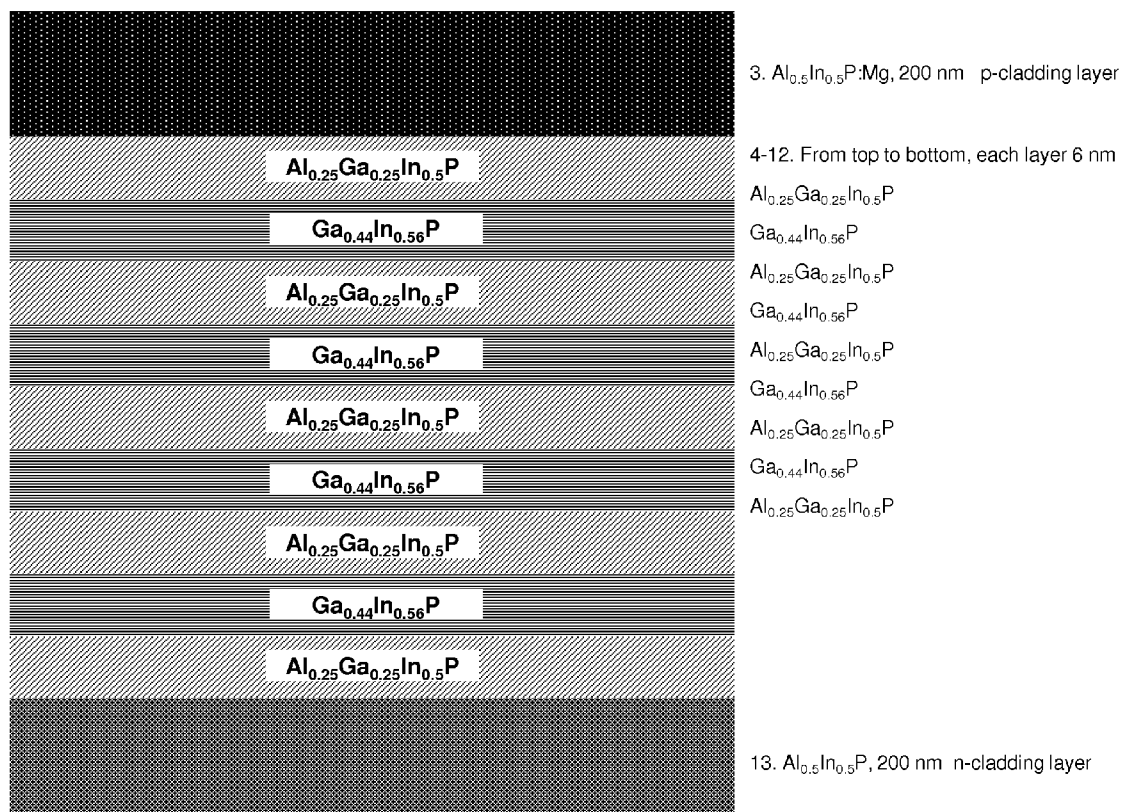 3. Al₀.₅In₀.₅P:Mg, 200 nm p-cladding layer
Al₀.₂₅Ga₀.₂₅In₀.₅P
4-12. From top to bottom, each layer 6 nm
Al₀.₂₅Ga₀.₂₅In₀.₅P
Ga₀.₄₄In₀.₅₆P
Ga₀.₄₄In₀.₅₆P
Al₀.₂₅Ga₀.₂₅In₀.₅P
Al₀.₂₅Ga₀.₂₅In₀.₅P
Ga₀.₄₄In₀.₅₆P
Ga₀.₄₄In₀.₅₆P
Al₀.₂₅Ga₀.₂₅In₀.₅P
Ga₀.₄₄In₀.₅₆P
Al₀.₂₅Ga₀.₂₅In₀.₅P
Al₀.₂₅Ga₀.₂₅In₀.₅P
Ga₀.₄₄In₀.₅₆P
Ga₀.₄₄In₀.₅₆P
Al₀.₂₅Ga₀.₂₅In₀.₅P
Al₀.₂₅Ga₀.₂₅In₀.₅P
Ga₀.₄₄In₀.₅₆P
Al₀.₂₅Ga₀.₂₅In₀.₅P
13. Al₀.₅In₀.₅P, 200 nm n-cladding layer